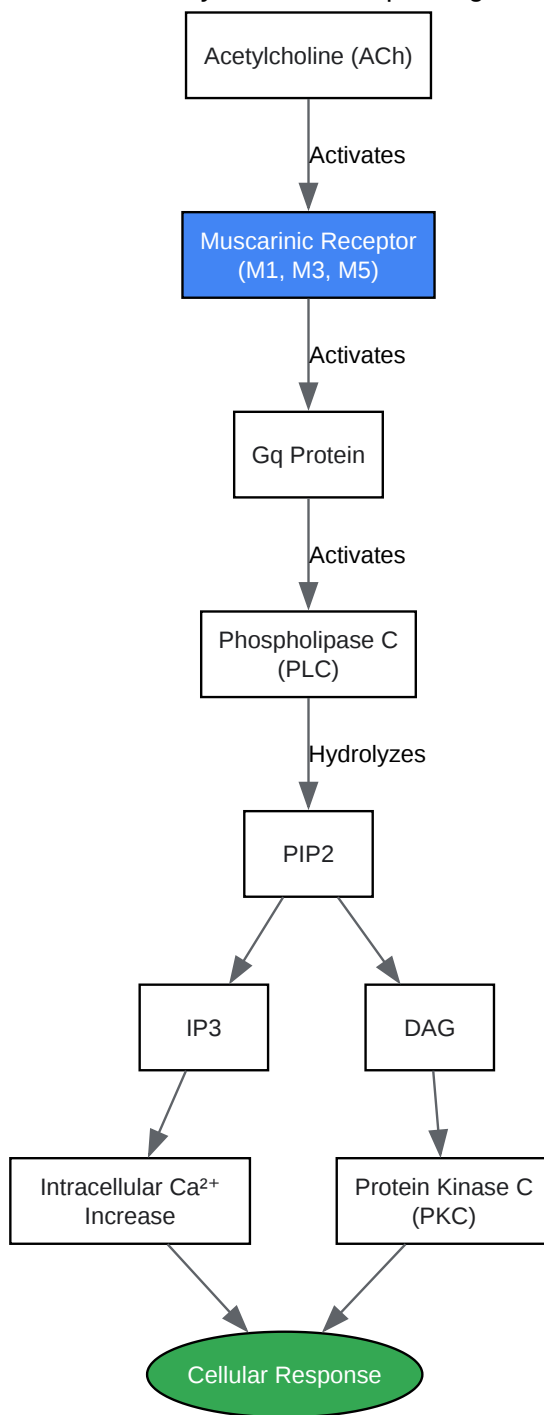 Acetylcholine (ACh)
Activates
Muscarinic Receptor
(M1, M3, M5)
Activates
Gq Protein
Activates
Phospholipase C
(PLC)
Hydrolyzes
PIP2
IP3
DAG
Intracellular Ca²⁺
Increase
Protein Kinase C
(PKC)
Cellular Response